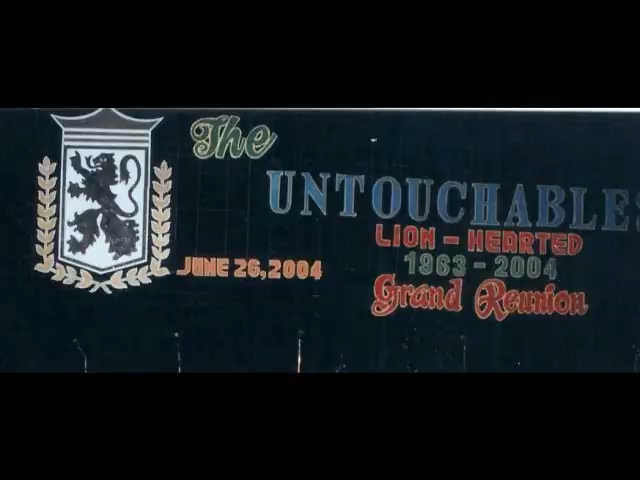 The
UNTOUCHABLES
LION - HEARTED
JUNE 26, 2004
1963 - 2004
Grand Reunion